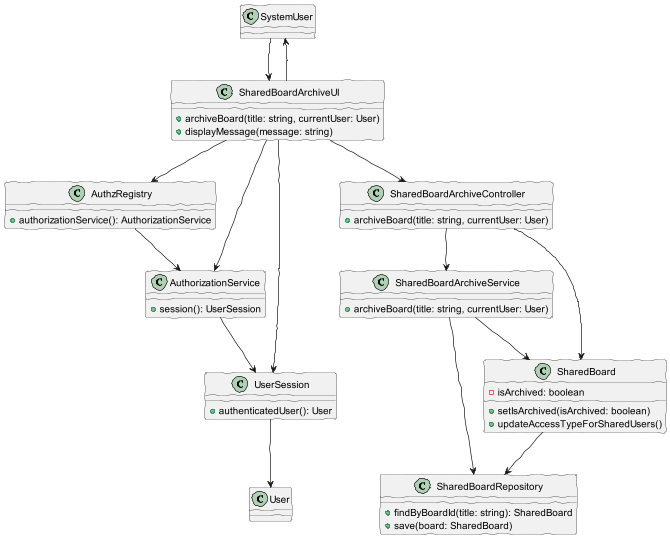 C SystemUser
C SharedBoardArchiveUI
archiveBoard(title: string, currentUser: User)
displayMessage(message: string)
C AuthzRegistry
authorizationService(): AuthorizationService
C SharedBoardArchiveController
archiveBoard(title: string, currentUser: User)
C AuthorizationService
session(): UserSession
C SharedBoardArchiveService
archiveBoard(title: string, currentUser: User)
C UserSession
authenticatedUser(): User
C SharedBoard
isArchived: boolean
setIsArchived(isArchived: boolean)
updateAccessTypeForSharedUsers()
C User
C SharedBoardRepository
findByBoardId(title: string): SharedBoard
save(board: SharedBoard)